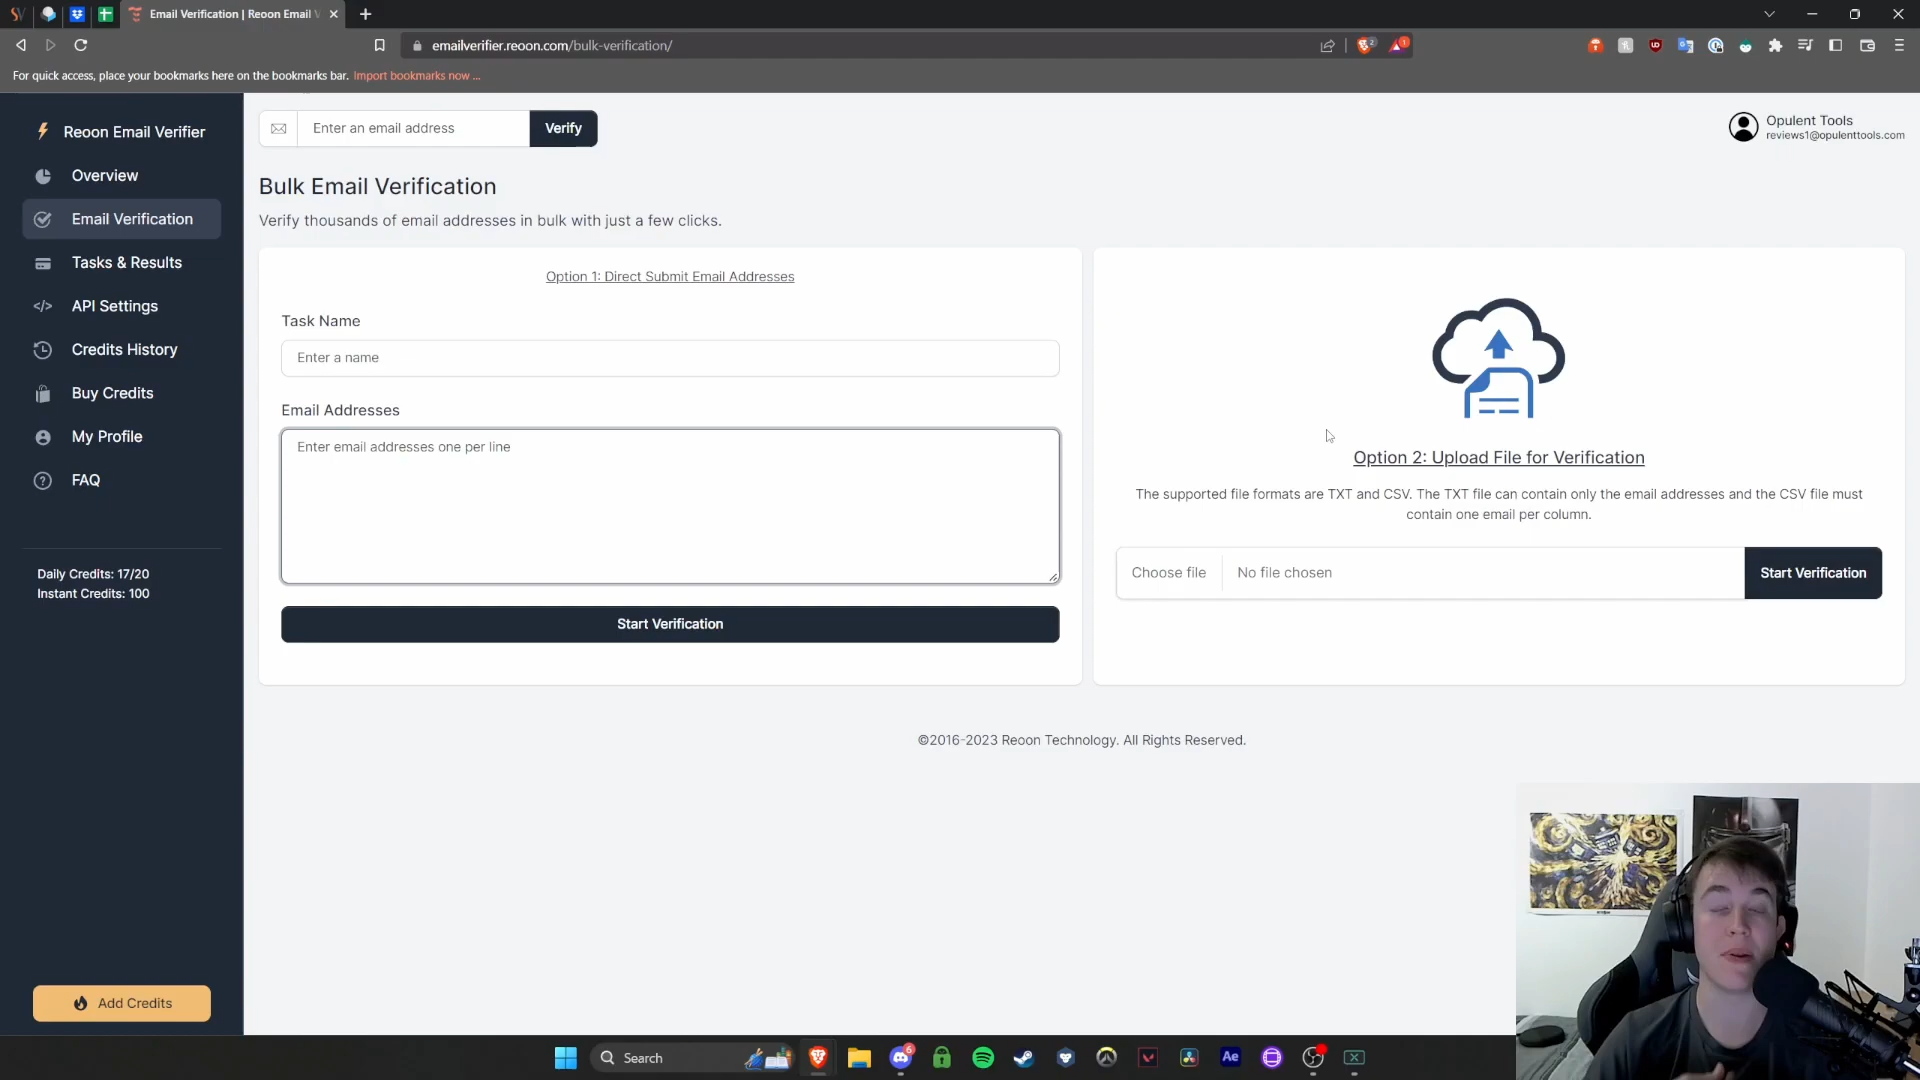 Email Verification | Reoon Email V
emailverifier.reoon.com/bulk-verification/
2
1
For quick access, place your bookmarks here on the bookmarks bar. Import bookmarks now ...
Reoon Email Verifier
Overview
Email Verification
Tasks & Results
API Settings
Credits History
Buy Credits
My Profile
FAQ
Daily Credits: 17/20
Instant Credits: 100
Add Credits
Enter an email address
Verify
Opulent Tools
reviews1@opulenttools.com
Bulk Email Verification
Verify thousands of email addresses in bulk with just a few clicks.
Option 1: Direct Submit Email Addresses
Task Name
Enter a name
Email Addresses
Enter email addresses one per line
Start Verification
Option 2: Upload File for Verification
The supported file formats are TXT and CSV. The TXT file can contain only the email addresses and the CSV file must
contain one email per column.
Choose file
No file chosen
Start Verification
©2016-2023 Reoon Technology. All Rights Reserved.
Search
6
Ae